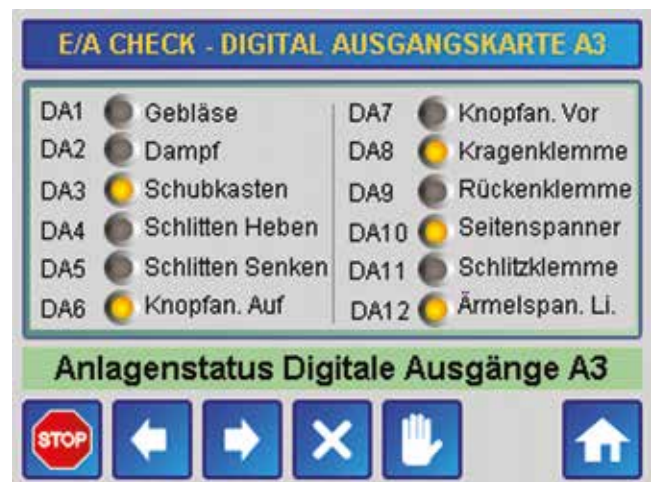 E/A CHECK - DIGITAL AUSGANGSKARTE A3
DA1 Gebläse
DA2 Dampf
DA3 Schubkasten
DA4 Schlitten Heben
DA5 Schlitten Senken
DA6 Knopfan. Auf
DA7 Knopfan. Vor
DA8 Kragenklemme
DA9 Rückenklemme
DA10 Seitenspanner
DA11 Schlitzklemme
DA12 Ärmelspan. Li.
Anlagenstatus Digitale Ausgänge A3
STOP